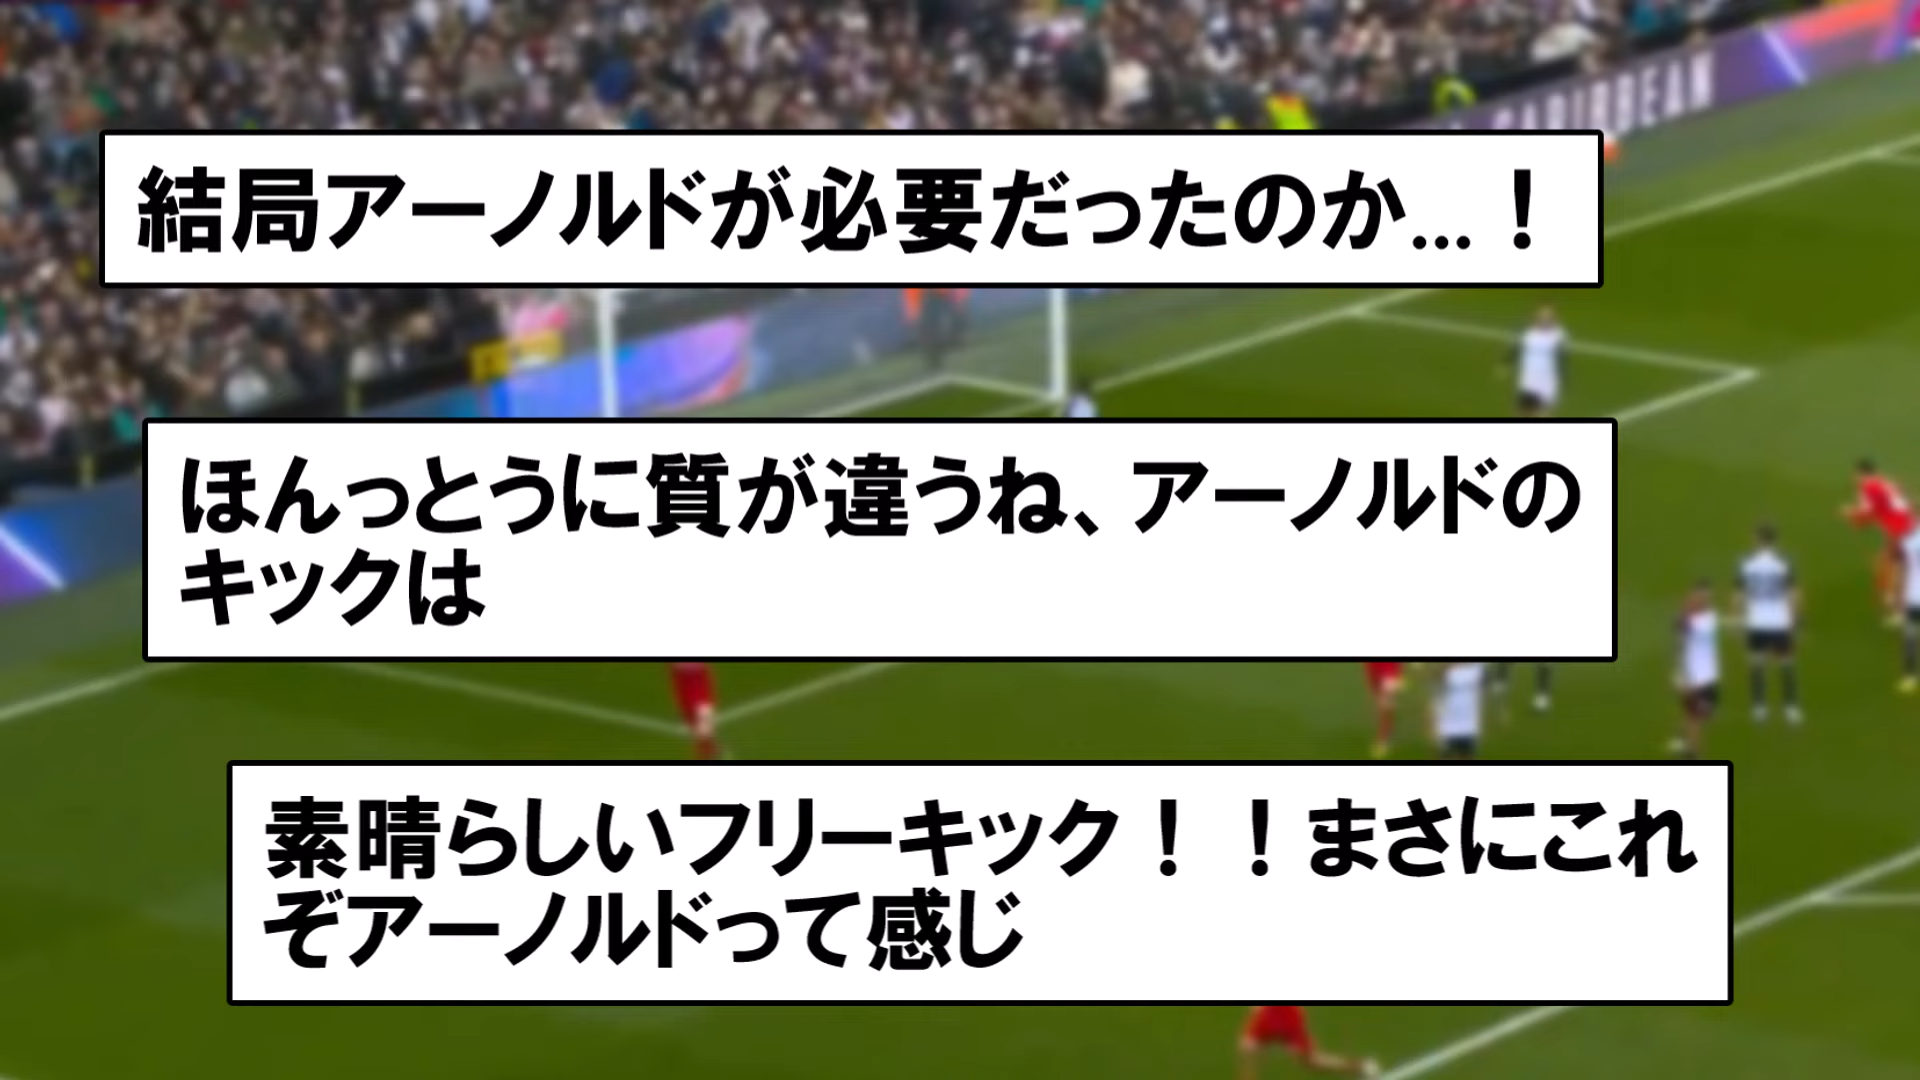 CARIBBEAN
結局アーノルドが必要だったのか...！
ほんっとうに質が違うね、アーノルドの
キックは
素晴らしいフリーキック！！まさにこれ
ぞアーノルドって感じ